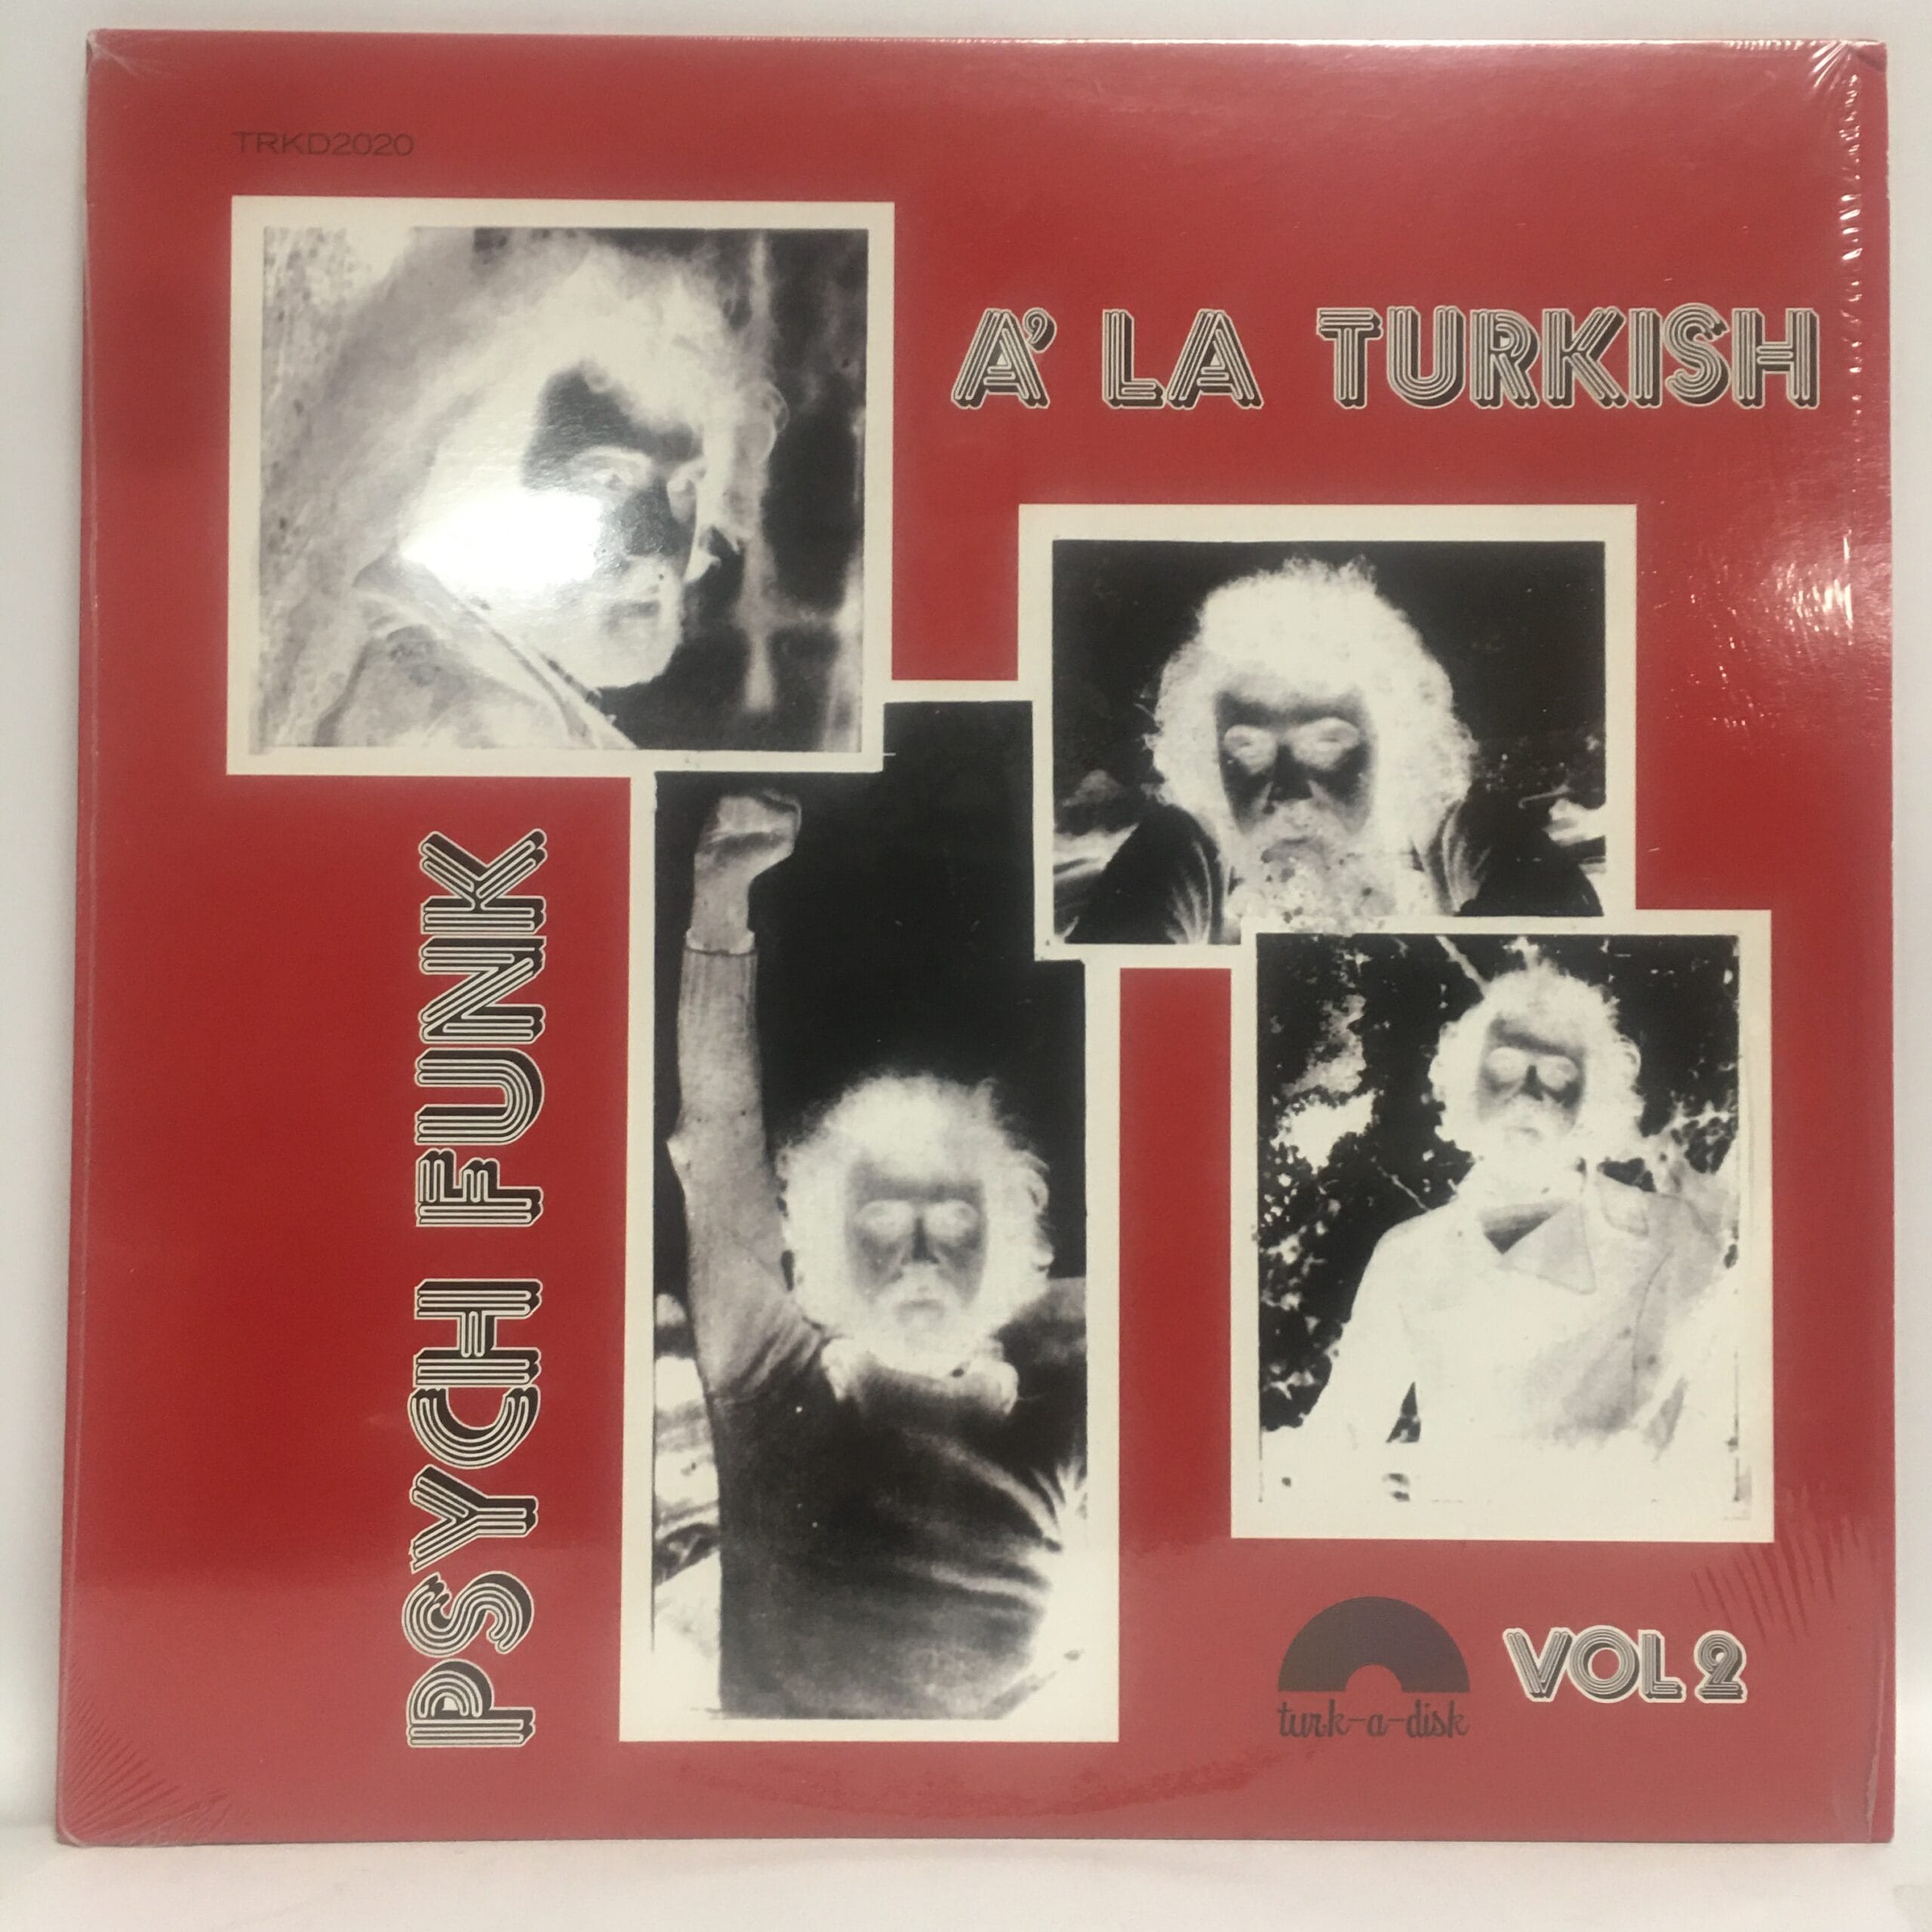 TRKD2020
A' LA TURKISH
PSYCH FUNK
turk-a-disk
VOL 2